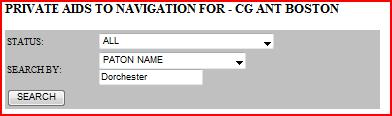 PRIVATE AIDS TO NAVIGATION FOR - CG ANT BOSTON
STATUS: ALL
SEARCH BY: PATON NAME
Dorchester
SEARCH